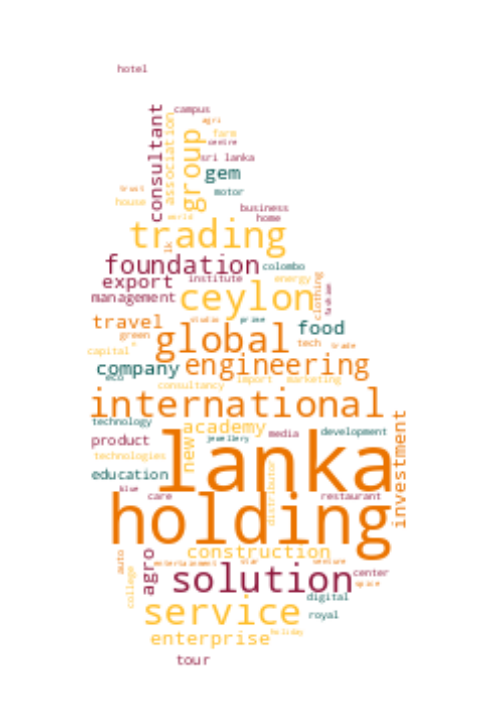 hotel
campus
agri
consultant
association
group
farm
centre
sri lanka
gem
trust
motor
house
business
world
home
trading
lk
foundation
colombo
export
institute
energy
clothing
fashion
management
ceylon
travel
studio
prime
food
green
global
tech
trade
capital
company
engineering
eco
consultancy
import
marketing
international
technology
academy
new
media
development
product
jewellery
investment
lanka
technologies
education
distributor
blue
care
restaurant
holding
construction
auto
agro
entertainment
star
venture
center
solution
spice
college
digital
service
royal
enterprise
holiday
tour